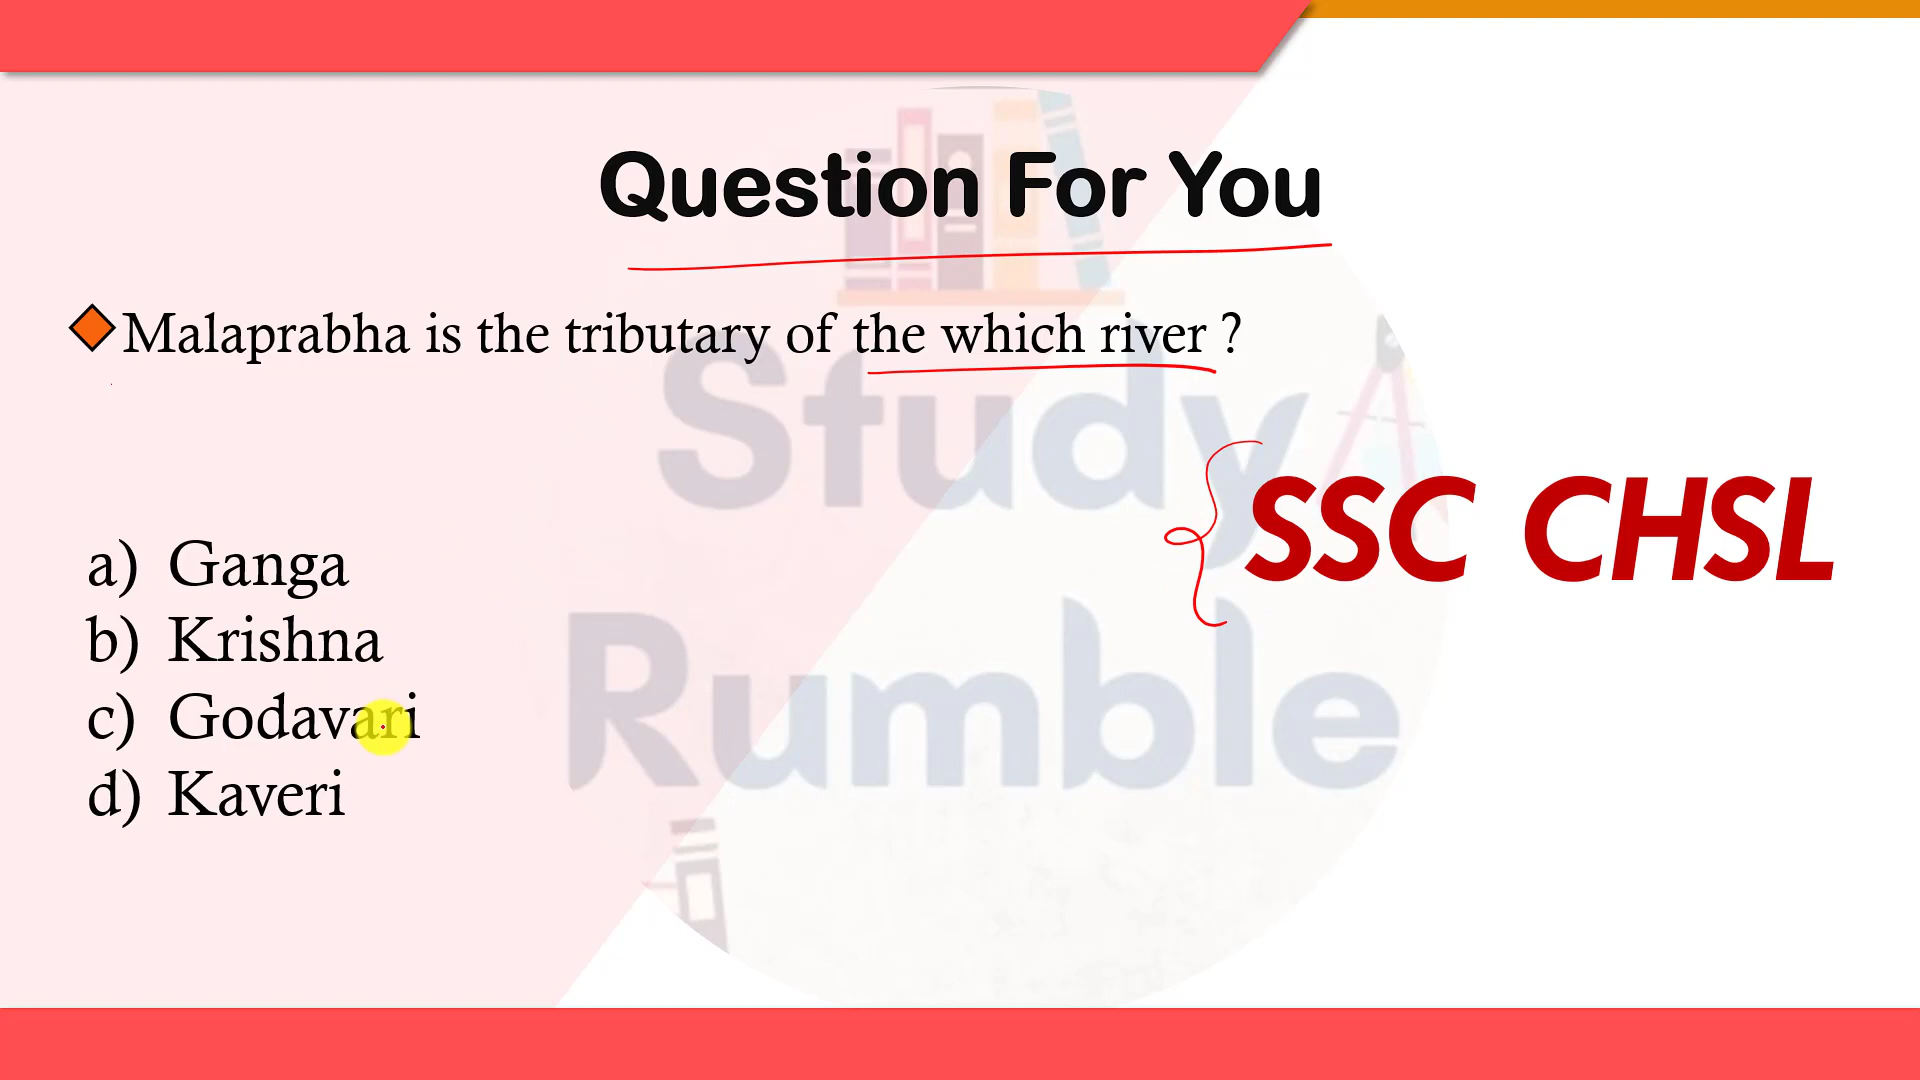 Question For You
Malaprabha is the tributary of the which river ?
Study
Rumble
SSC CHSL
a) Ganga
b) Krishna
c) Godavari
d) Kaveri